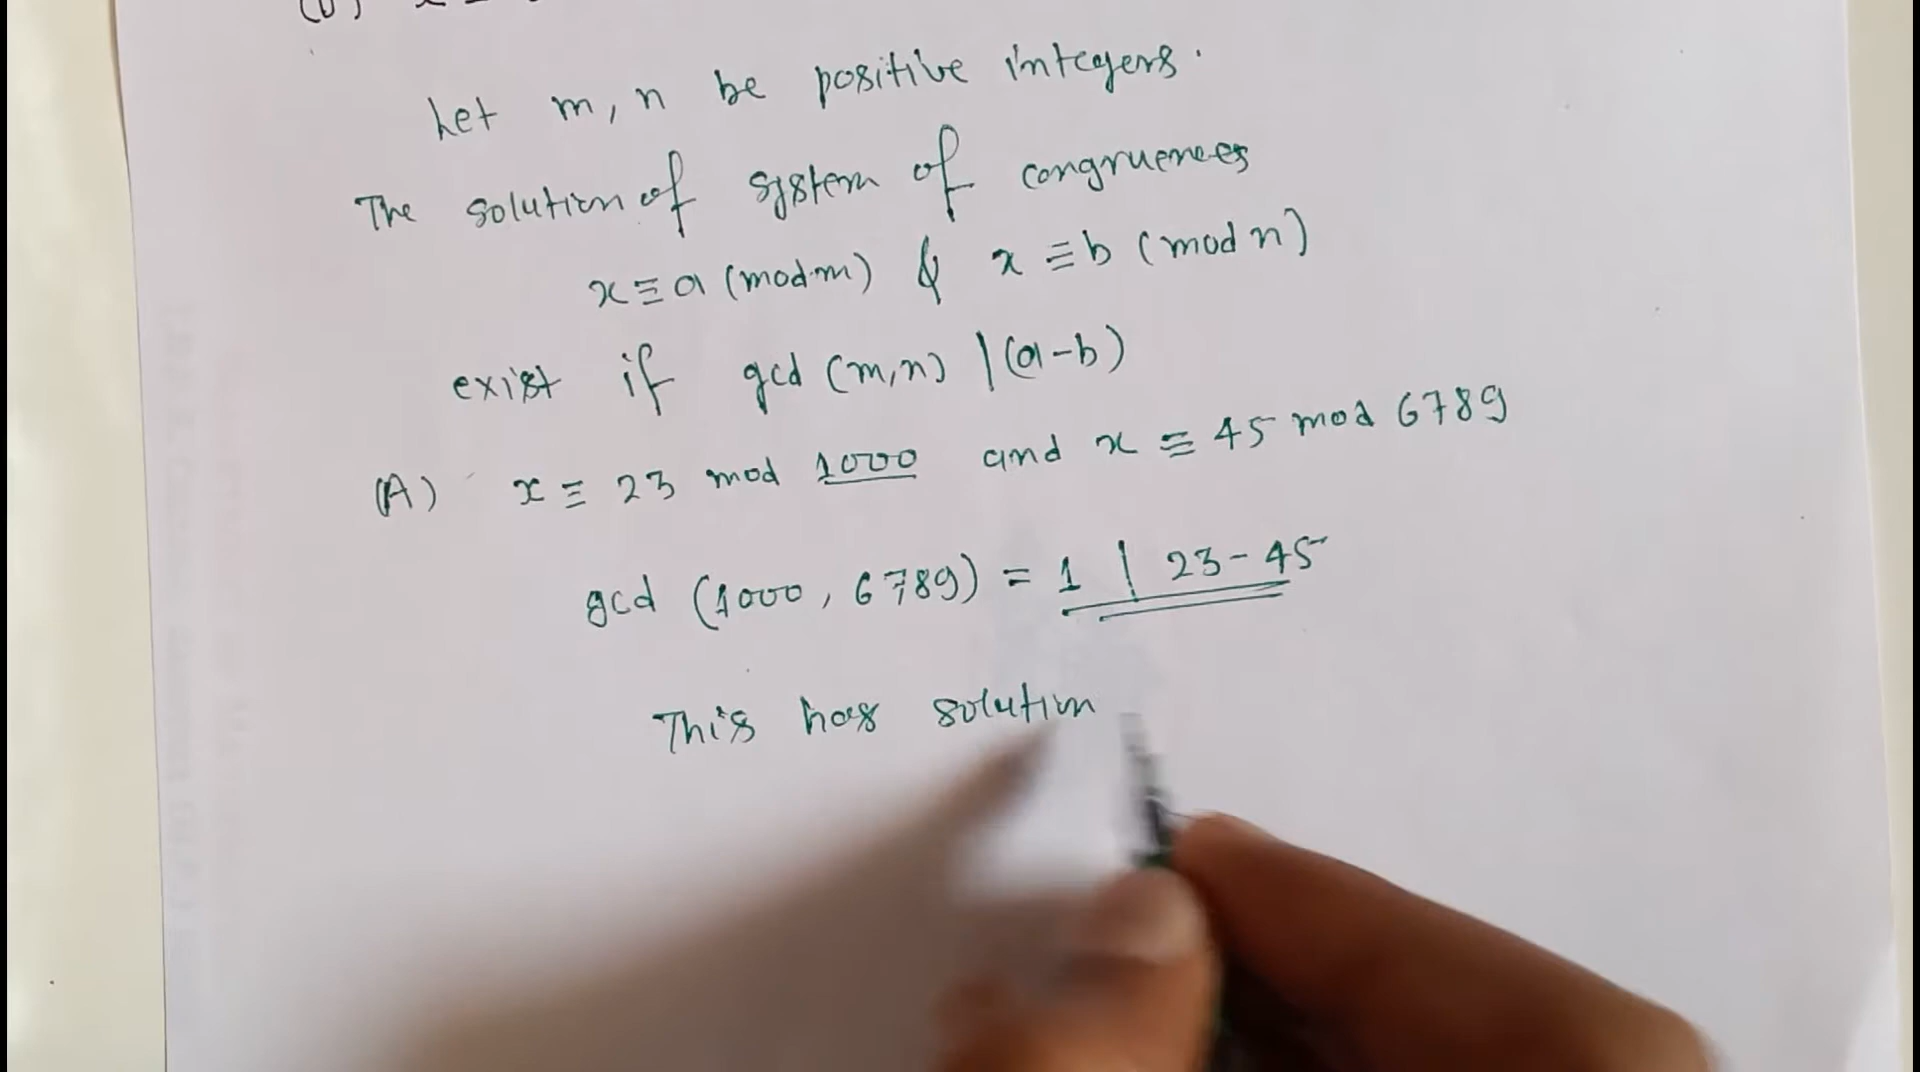 Let m, n be positive integers.
The solution of system of congruences
x ≡ a (mod m) & x ≡ b (mod n)
exist if gcd (m,n) | (a-b)
(A) x ≡ 23 mod 1000 and x ≡ 45 mod 6789
gcd (1000, 6789) = 1 | 23 - 45
This has solution